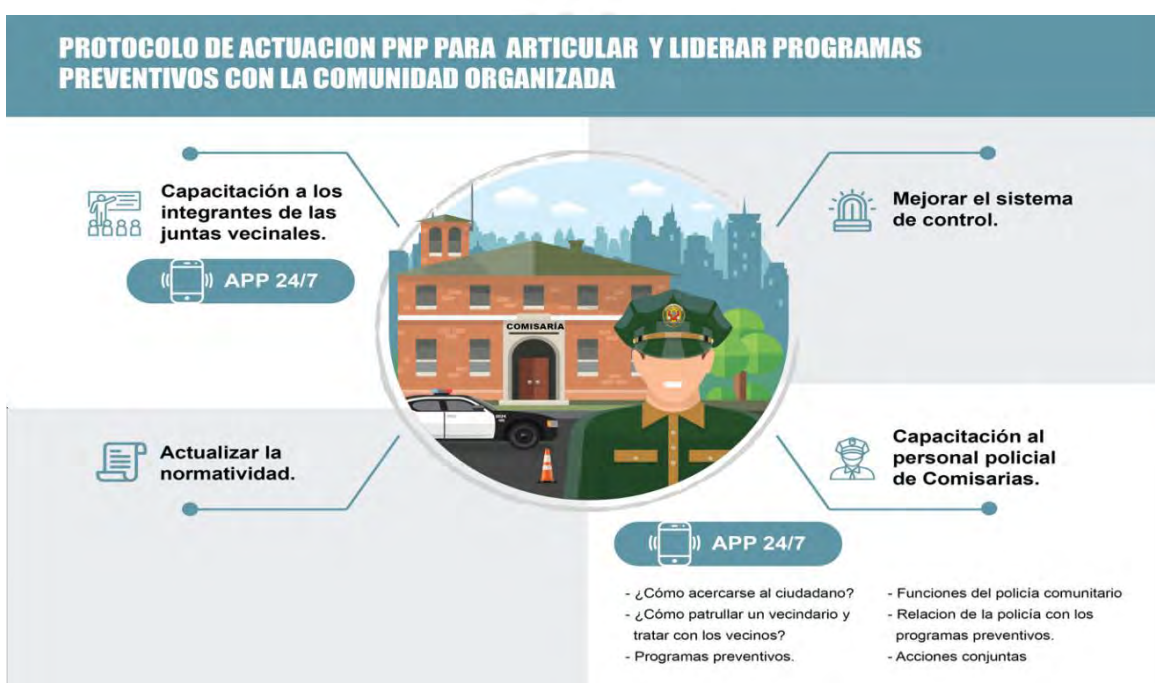 PROTOCOLO DE ACTUACION PNP PARA ARTICULAR Y LIDERAR PROGRAMAS
PREVENTIVOS CON LA COMUNIDAD ORGANIZADA
Capacitación a los
integrantes de las
juntas vecinales.
APP 24/7
Mejorar el sistema
de control.
COMISARÍA
Actualizar la
normatividad.
Capacitación al
personal policial
de Comisarias.
APP 24/7
- ¿Cómo acercarse al ciudadano?
- ¿Cómo patrullar un vecindario y
tratar con los vecinos?
- Programas preventivos.
- Funciones del policía comunitario
- Relacion de la policía con los
programas preventivos.
- Acciones conjuntas